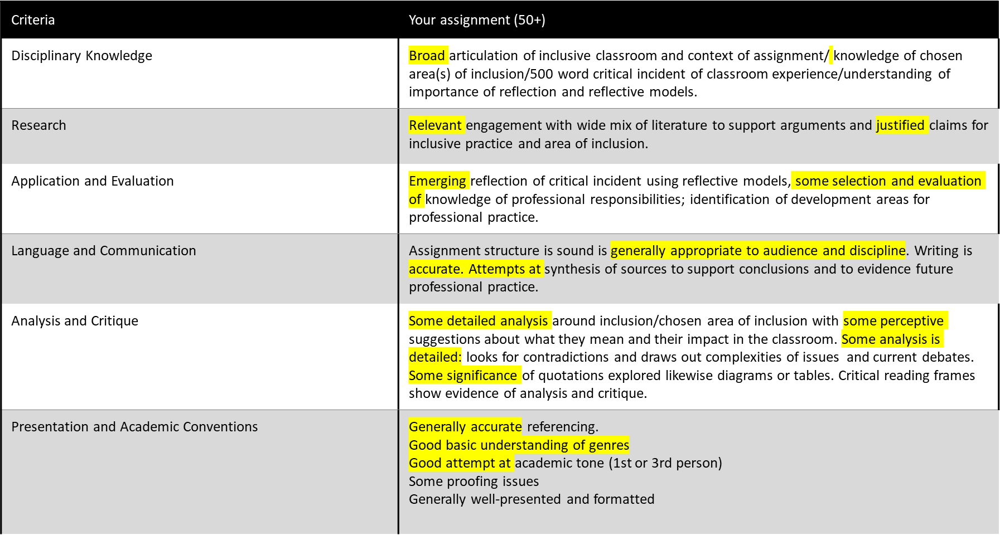 Criteria
Your assignment (50+)
Disciplinary Knowledge
Broad articulation of inclusive classroom and context of assignment/ knowledge of chosen
area(s) of inclusion/500 word critical incident of classroom experience/understanding of
importance of reflection and reflective models.
Research
Relevant engagement with wide mix of literature to support arguments and justified claims for
inclusive practice and area of inclusion.
Application and Evaluation
Emerging reflection of critical incident using reflective models, some selection and evaluation
of knowledge of professional responsibilities; identification of development areas for
professional practice.
Language and Communication
Assignment structure is sound is generally appropriate to audience and discipline. Writing is
accurate. Attempts at synthesis of sources to support conclusions and to evidence future
professional practice.
Analysis and Critique
Some detailed analysis around inclusion/chosen area of inclusion with some perceptive
suggestions about what they mean and their impact in the classroom. Some analysis is
detailed: looks for contradictions and draws out complexities of issues and current debates.
Some significance of quotations explored likewise diagrams or tables. Critical reading frames
show evidence of analysis and critique.
Presentation and Academic Conventions
Generally accurate referencing.
Good basic understanding of genres
Good attempt at academic tone (1st or 3rd person)
Some proofing issues
Generally well-presented and formatted